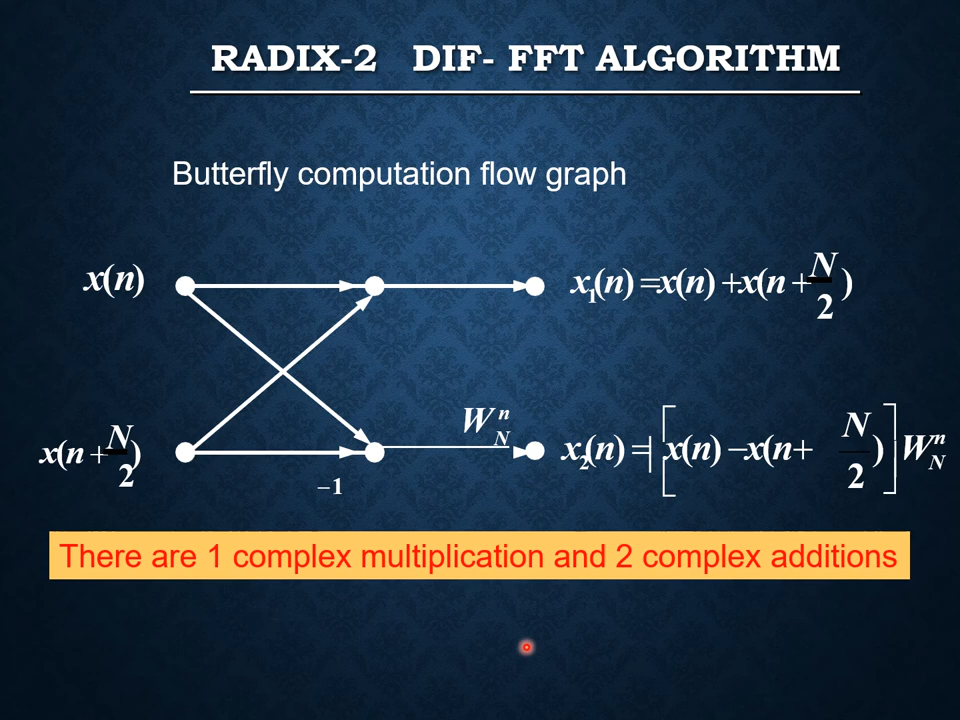 RADIX-2 DIF- FFT ALGORITHM
Butterfly computation flow graph
x(n)
x₁(n) =x(n) +x(n + N/2 )
W_N^n
x(n + N/2 )
x₂(n) = [ x(n) −x(n+ N/2 ) ] W_N^n
−1
There are 1 complex multiplication and 2 complex additions